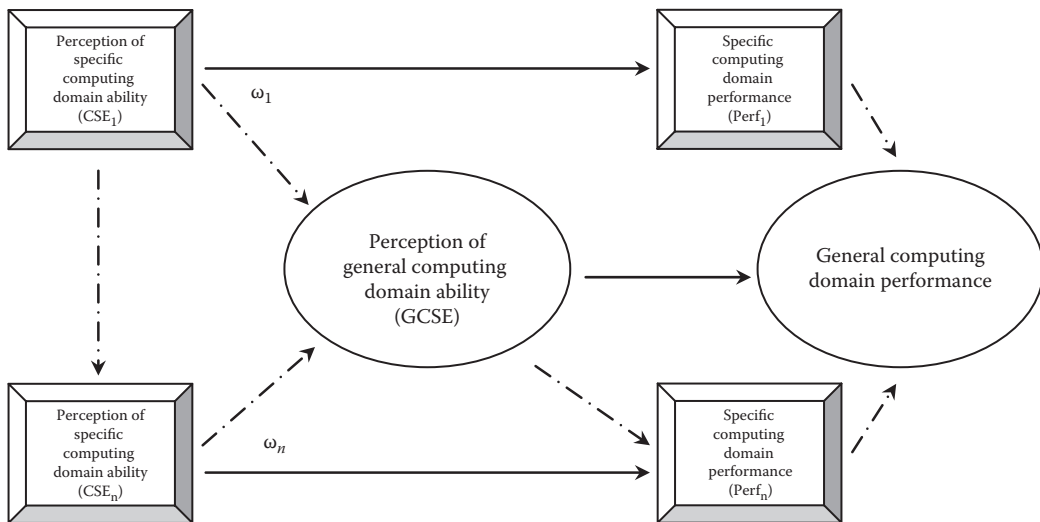 Perception of
specific
computing
domain ability
(CSE₁)
Specific
computing
domain
performance
(Perf₁)
ω₁
Perception of
general computing
domain ability
(GCSE)
General computing
domain performance
Perception of
specific
computing
domain ability
(CSEₙ)
ωₙ
Specific
computing
domain
performance
(Perfₙ)